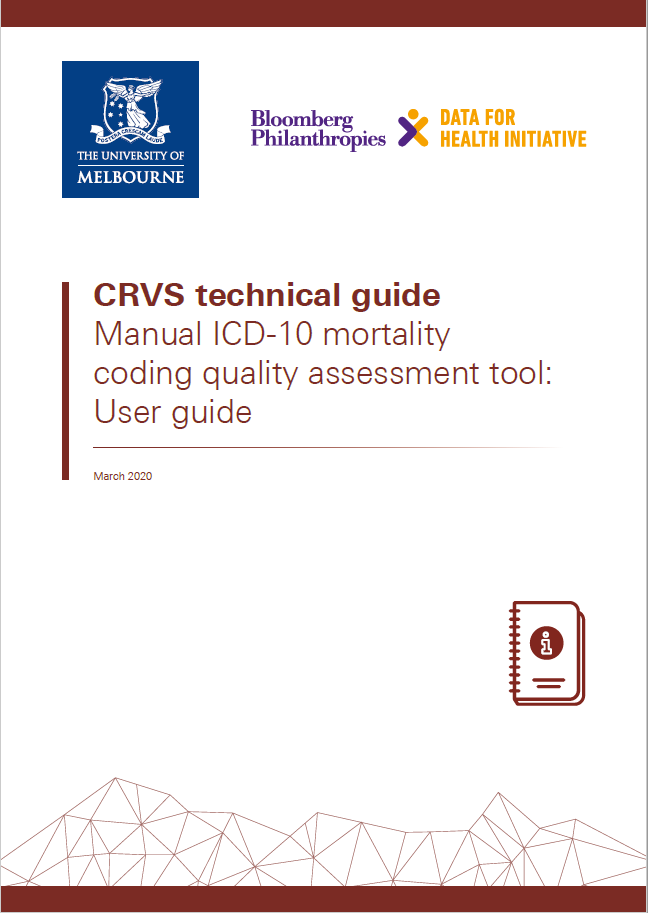 POSTERA CRESCAM LAUDE
THE UNIVERSITY OF
MELBOURNE
Bloomberg
Philanthropies
DATA FOR
HEALTH INITIATIVE
CRVS technical guide
Manual ICD-10 mortality
coding quality assessment tool:
User guide
March 2020
i